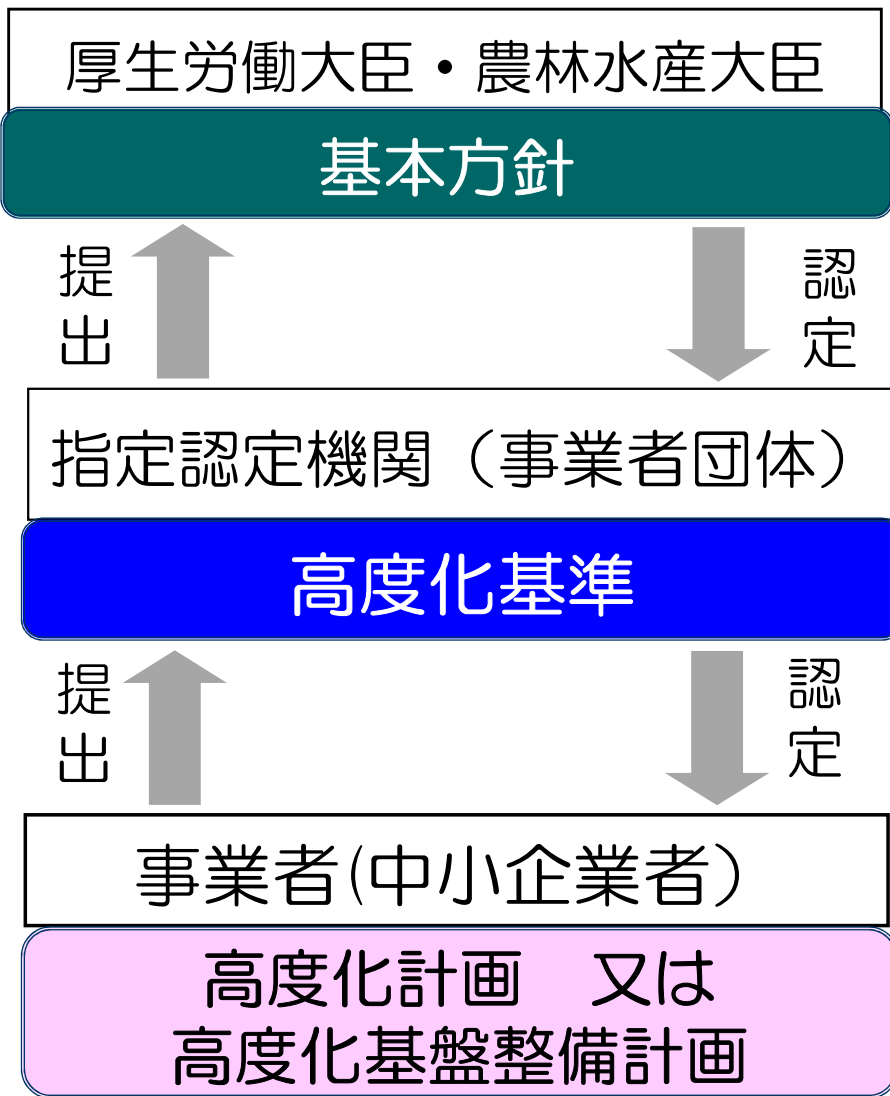 厚生労働大臣・農林水産大臣
基本方針
提出
認定
指定認定機関（事業者団体）
高度化基準
提出
認定
事業者(中小企業者）
高度化計画　又は
高度化基盤整備計画